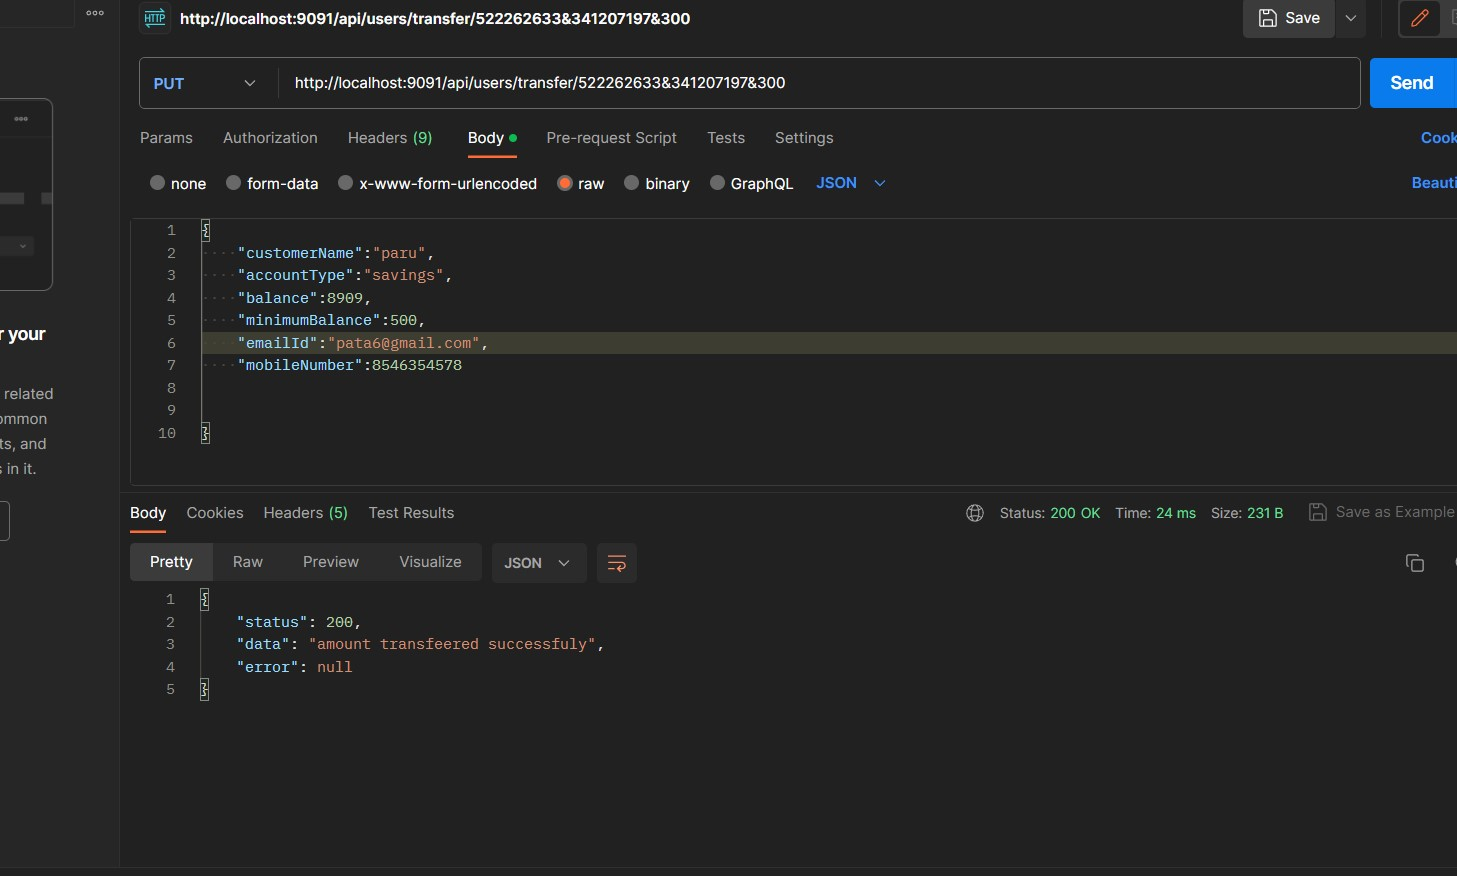 HTTP http://localhost:9091/api/users/transfer/522262633&341207197&300 Save
PUT http://localhost:9091/api/users/transfer/522262633&341207197&300 Send
Params Authorization Headers (9) Body Pre-request Script Tests Settings Cook
none form-data x-www-form-urlencoded raw binary GraphQL JSON Beauti
1 {
2 "customerName":"paru",
3 "accountType":"savings",
4 "balance":8909,
5 "minimumBalance":500,
6 "emailId":"pata6@gmail.com",
7 "mobileNumber":8546354578
8
9
10 }
r your
related
ommon
ts, and
s in it.
Body Cookies Headers (5) Test Results Status: 200 OK Time: 24 ms Size: 231 B Save as Example
Pretty Raw Preview Visualize JSON
1 {
2 "status": 200,
3 "data": "amount transfeered successfuly",
4 "error": null
5 }